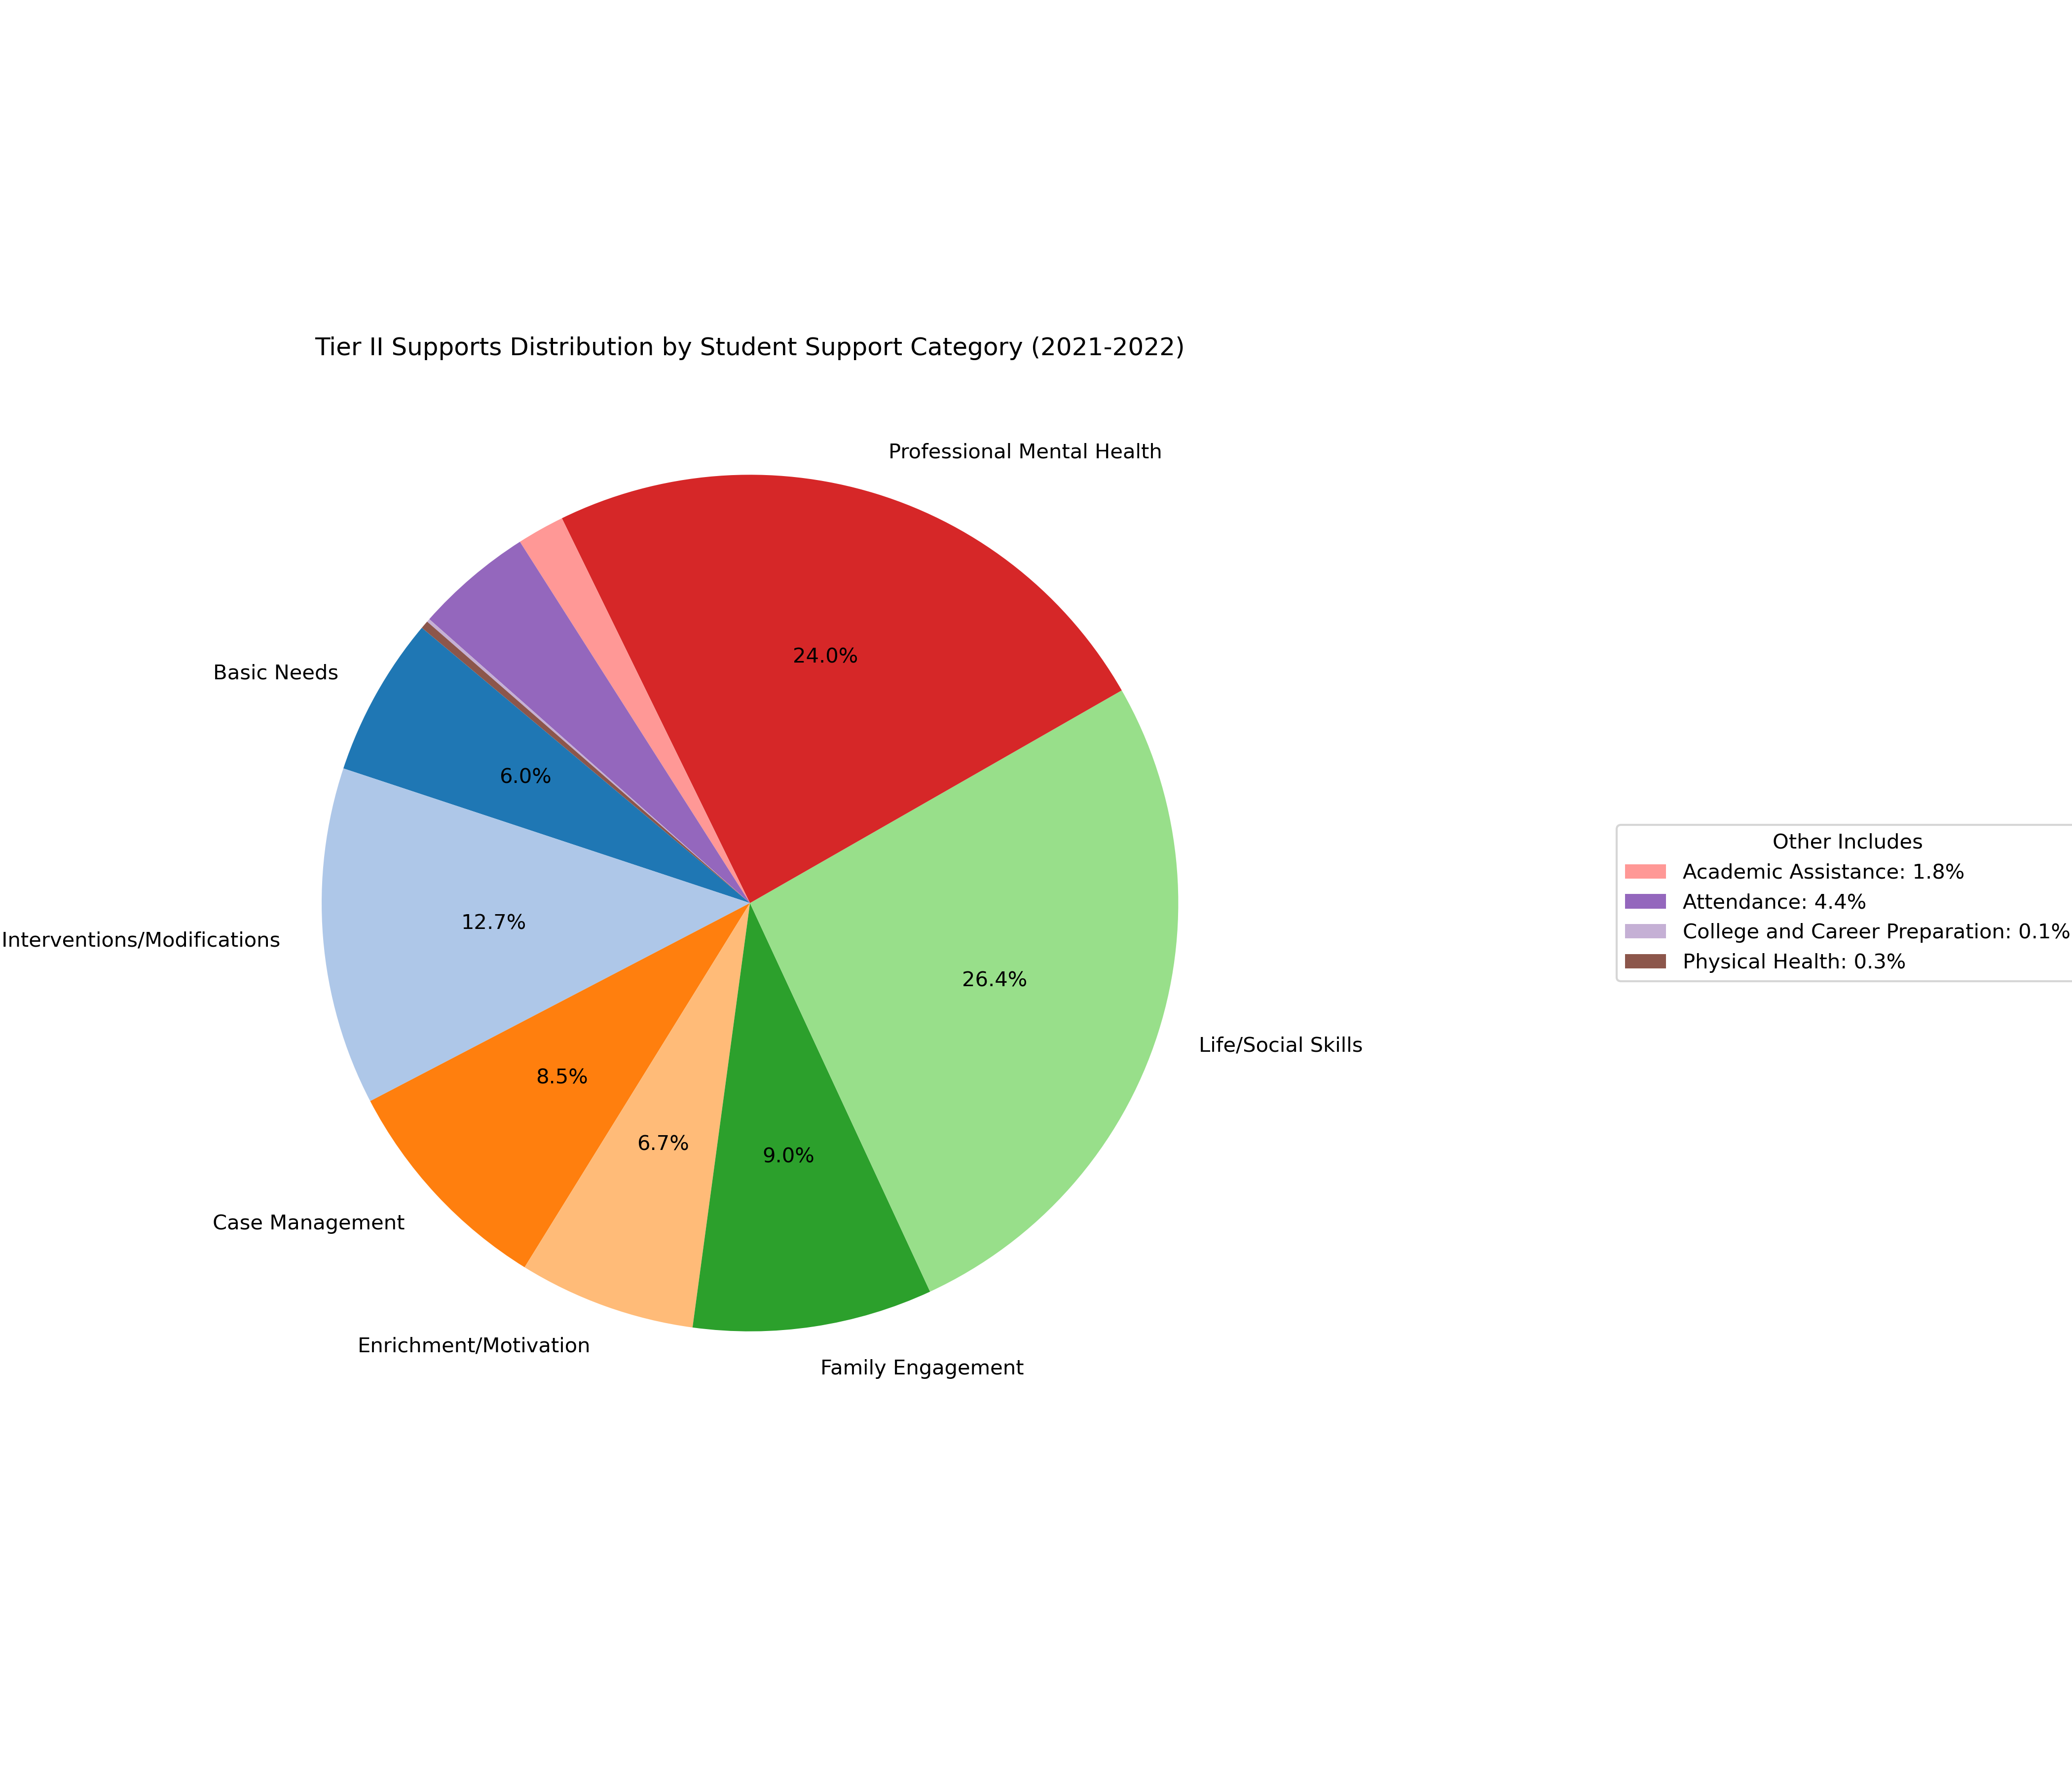 Tier II Supports Distribution by Student Support Category (2021-2022)
Professional Mental Health
24.0%
Basic Needs
6.0%
Interventions/Modifications
12.7%
Case Management
8.5%
Enrichment/Motivation
6.7%
Family Engagement
9.0%
Life/Social Skills
26.4%
Other Includes
Academic Assistance: 1.8%
Attendance: 4.4%
College and Career Preparation: 0.1%
Physical Health: 0.3%